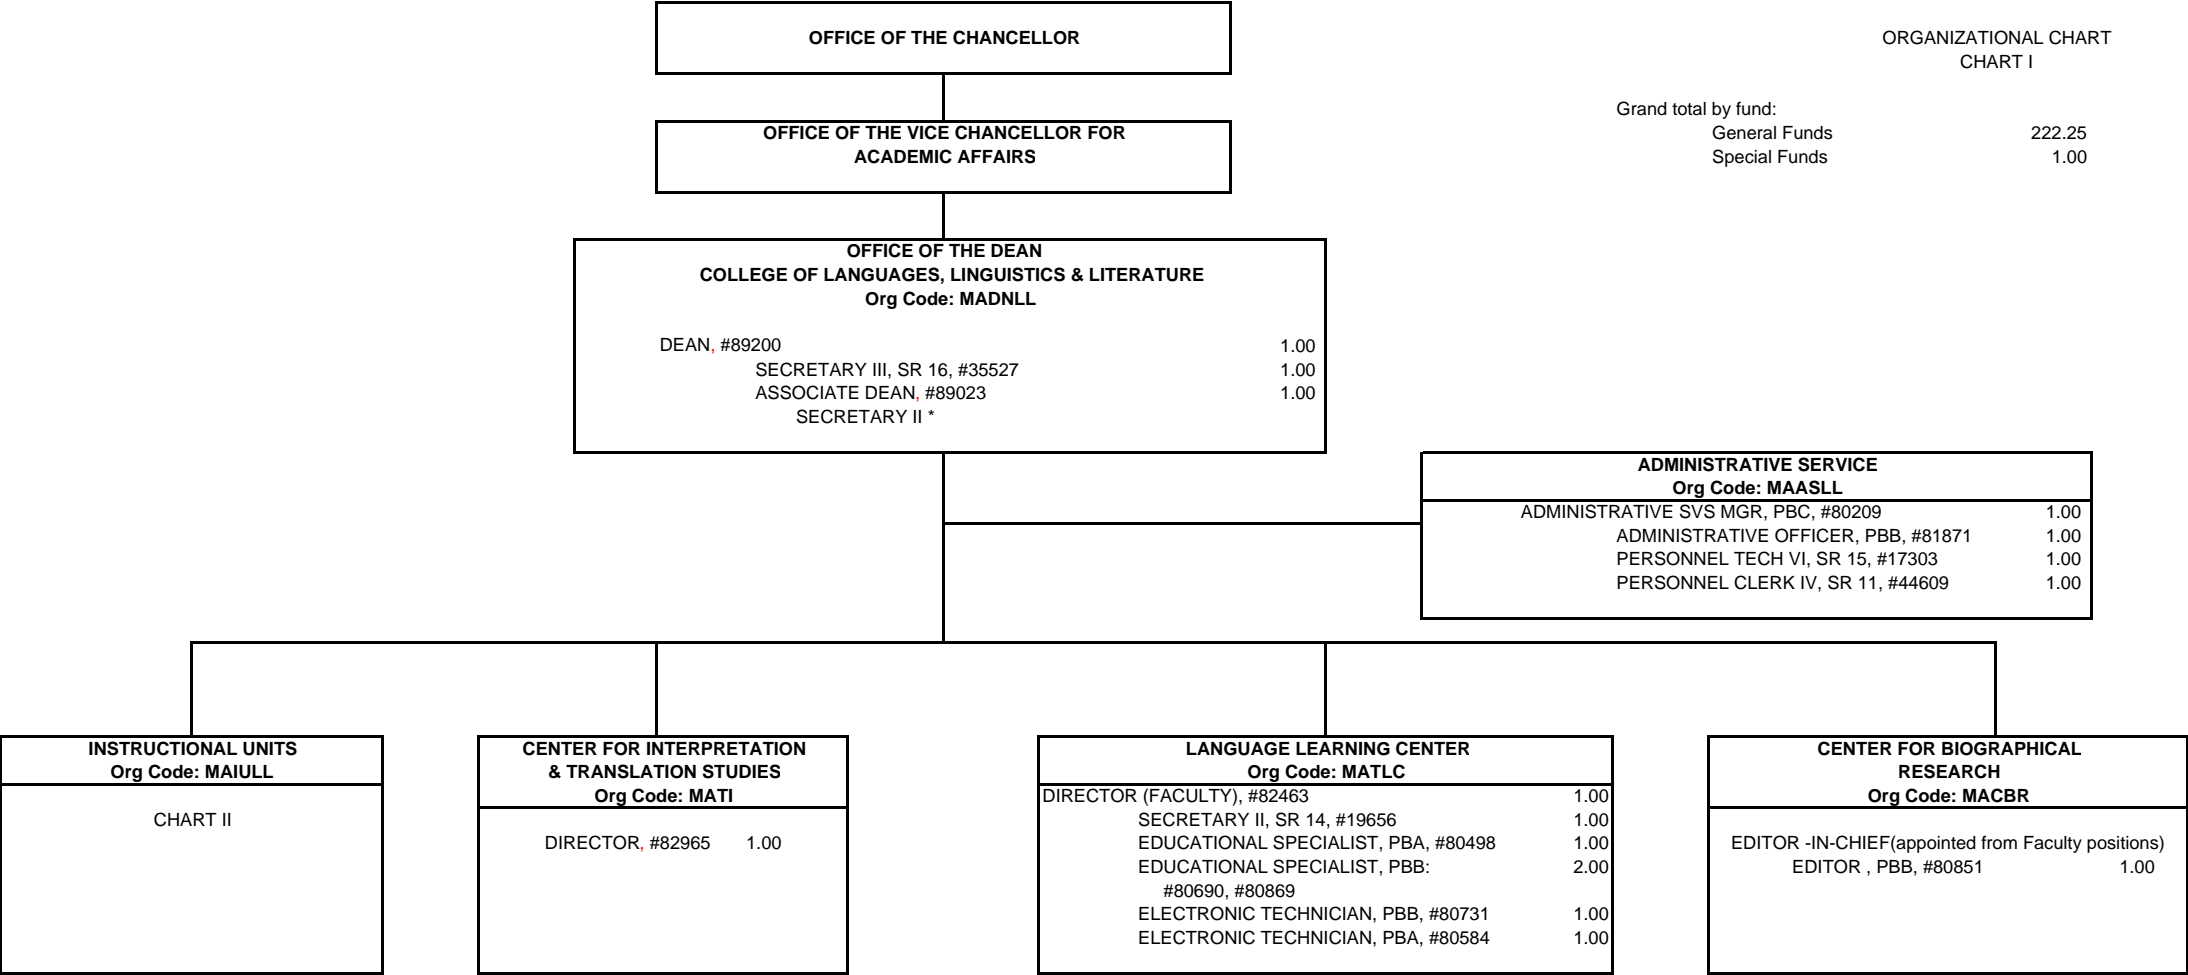 OFFICE OF THE CHANCELLOR
ORGANIZATIONAL CHART
CHART I
Grand total by fund:
General Funds 222.25
Special Funds 1.00
OFFICE OF THE VICE CHANCELLOR FOR
ACADEMIC AFFAIRS
OFFICE OF THE DEAN
COLLEGE OF LANGUAGES, LINGUISTICS & LITERATURE
Org Code: MADNLL
DEAN, #89200 1.00
SECRETARY III, SR 16, #35527 1.00
ASSOCIATE DEAN, #89023 1.00
SECRETARY II *
ADMINISTRATIVE SERVICE
Org Code: MAASLL
ADMINISTRATIVE SVS MGR, PBC, #80209 1.00
ADMINISTRATIVE OFFICER, PBB, #81871 1.00
PERSONNEL TECH VI, SR 15, #17303 1.00
PERSONNEL CLERK IV, SR 11, #44609 1.00
INSTRUCTIONAL UNITS
Org Code: MAIULL
CHART II
CENTER FOR INTERPRETATION
& TRANSLATION STUDIES
Org Code: MATI
DIRECTOR, #82965 1.00
LANGUAGE LEARNING CENTER
Org Code: MATLC
DIRECTOR (FACULTY), #82463 1.00
SECRETARY II, SR 14, #19656 1.00
EDUCATIONAL SPECIALIST, PBA, #80498 1.00
EDUCATIONAL SPECIALIST, PBB: 2.00
#80690, #80869
ELECTRONIC TECHNICIAN, PBB, #80731 1.00
ELECTRONIC TECHNICIAN, PBA, #80584 1.00
CENTER FOR BIOGRAPHICAL
RESEARCH
Org Code: MACBR
EDITOR -IN-CHIEF(appointed from Faculty positions)
EDITOR , PBB, #80851 1.00